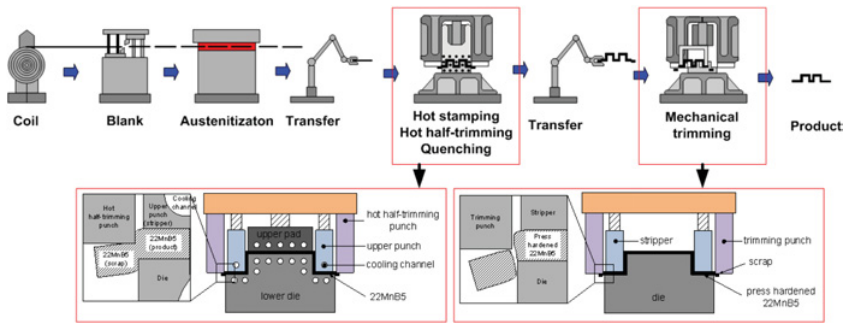 Coil
Blank
Austenitizaton
Transfer
Hot stamping
Hot half-trimming
Quenching
Transfer
Mechanical
trimming
Product
Hot
half-trimming
punch
Upper
punch
(stripper)
Cooling
channel
22MnB5
(scrap)
22MnB5
(product)
Die
upper pad
lower die
hot half-trimming
punch
upper punch
cooling channel
22MnB5
Trimming
punch
Stripper
Press
hardened
22MnB5
Die
stripper
die
trimming punch
scrap
press hardened
22MnB5